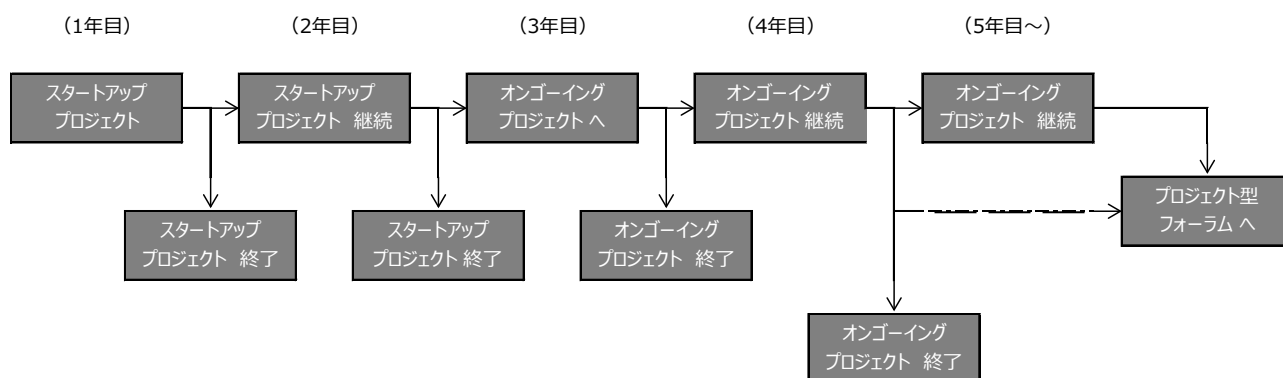 （1年目）
（2年目）
（3年目）
（4年目）
（5年目～）
スタートアップ
プロジェクト
スタートアップ
プロジェクト 継続
オンゴーイング
プロジェクト へ
オンゴーイング
プロジェクト 継続
オンゴーイング
プロジェクト 継続
プロジェクト型
フォーラム へ
スタートアップ
プロジェクト 終了
スタートアップ
プロジェクト 終了
オンゴーイング
プロジェクト 終了
オンゴーイング
プロジェクト 終了